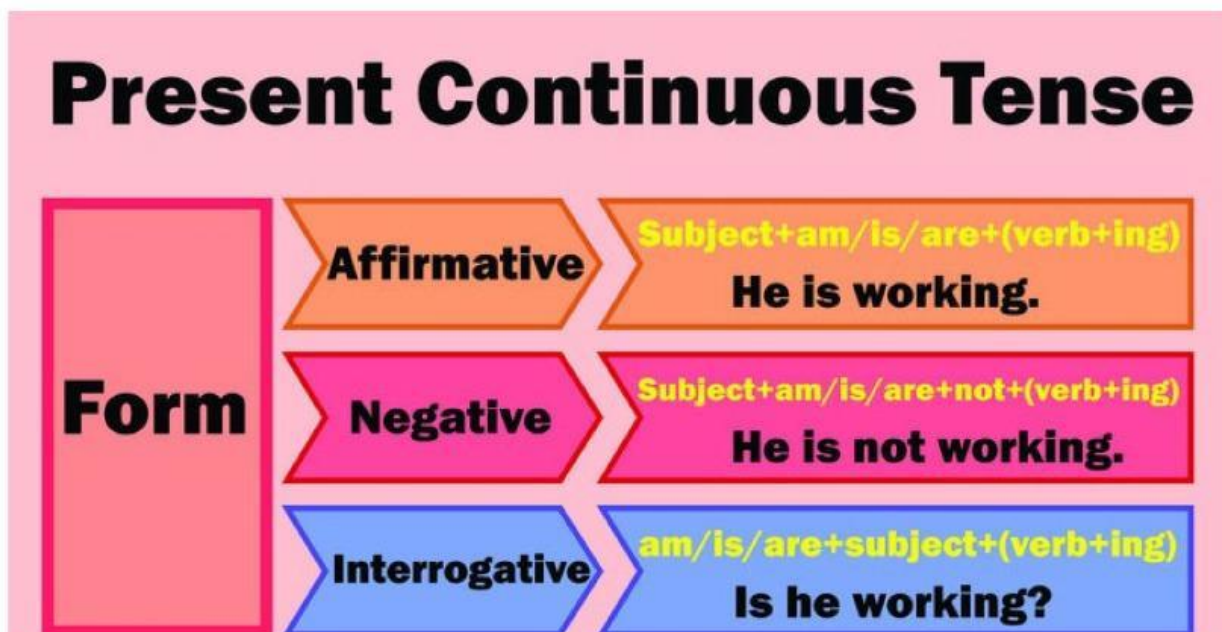 Present Continuous Tense
Form
Affirmative
Subject+am/is/are+(verb+ing)
He is working.
Negative
Subject+am/is/are+not+(verb+ing)
He is not working.
Interrogative
am/is/are+subject+(verb+ing)
Is he working?